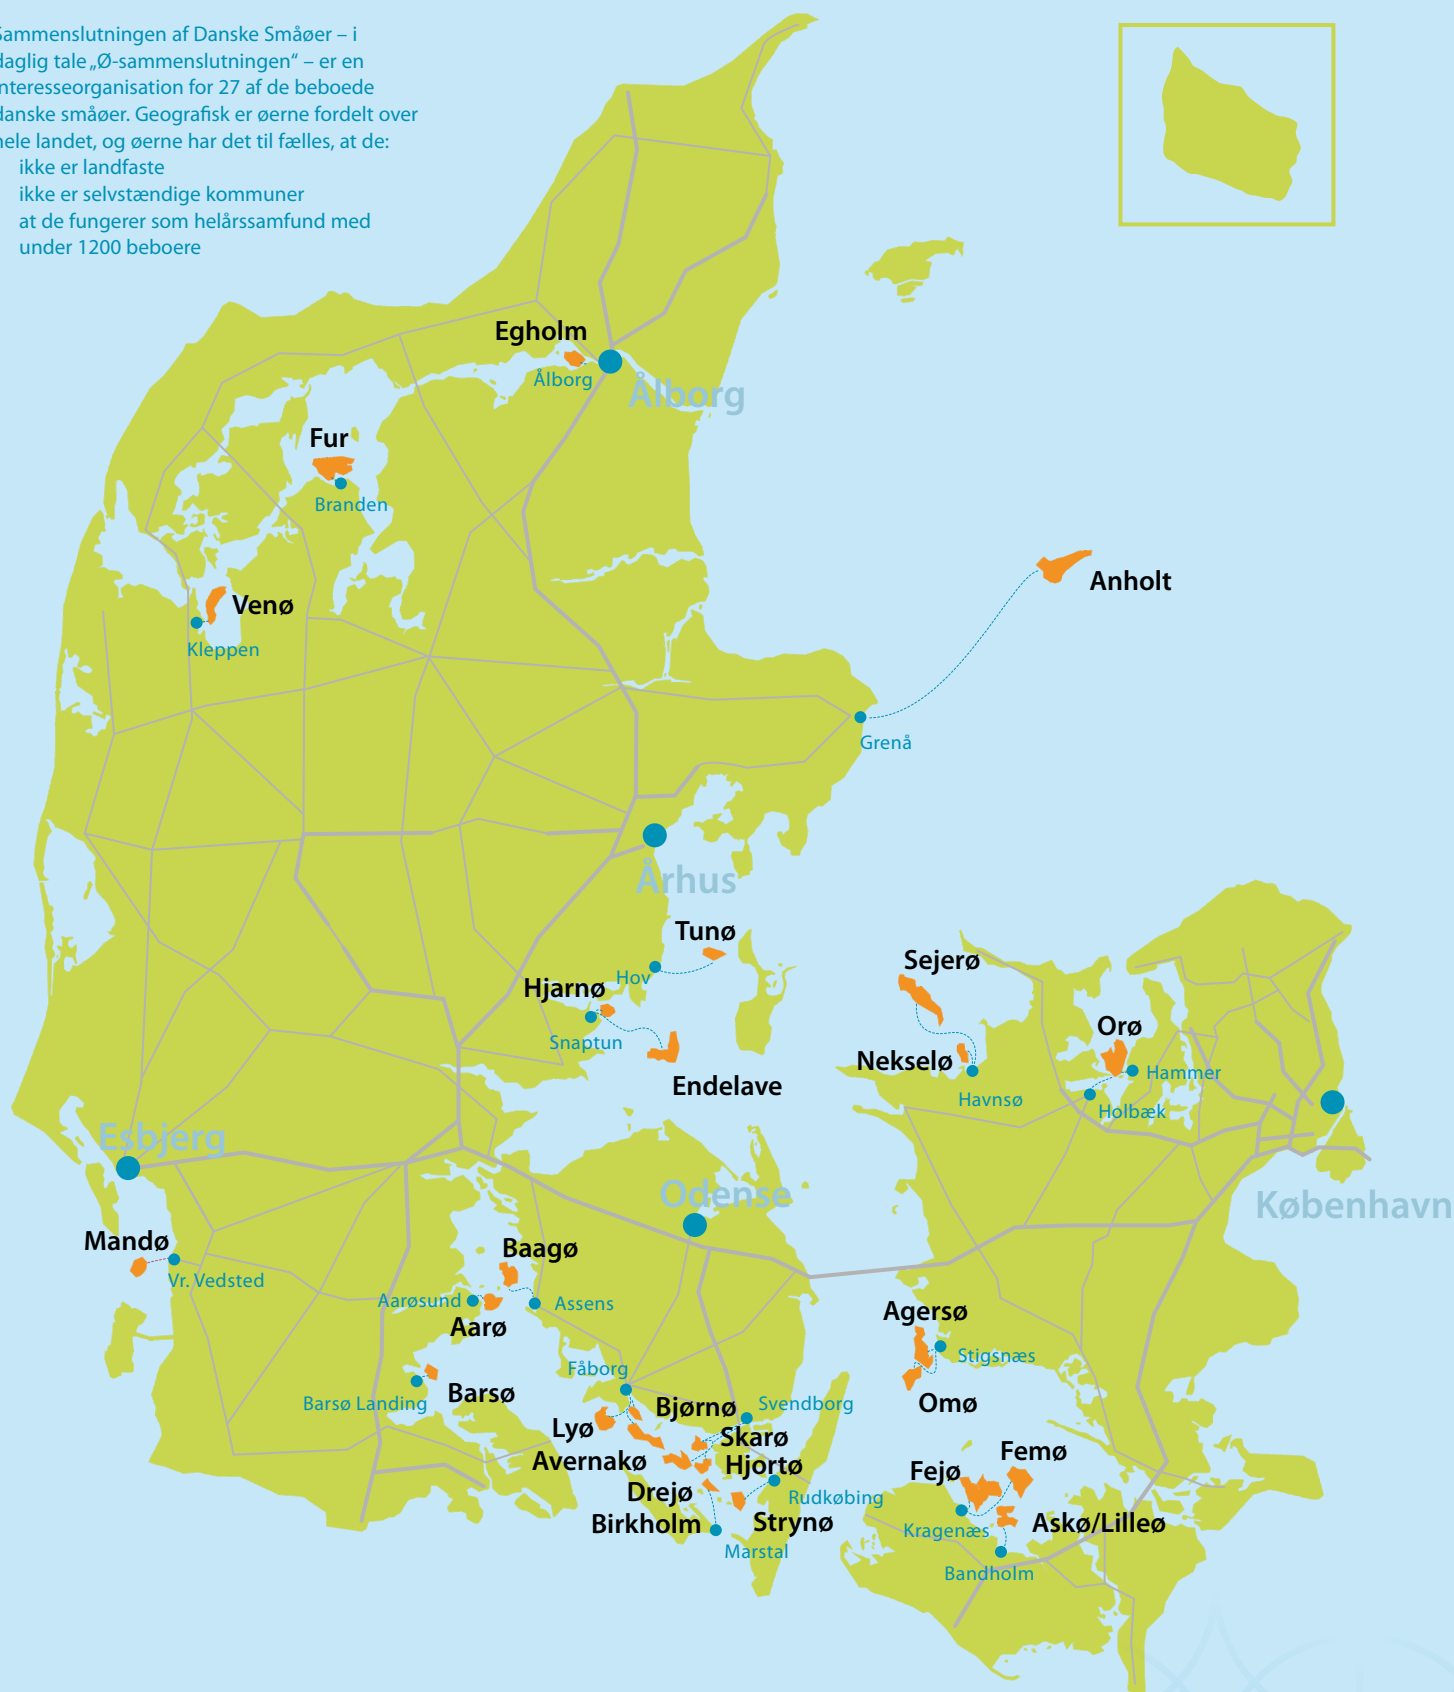 Sammenslutningen af Danske Småøer – i
daglig tale „Ø-sammenslutningen“ – er en
interesseorganisation for 27 af de beboede
danske småøer. Geografisk er øerne fordelt over
hele landet, og øerne har det til fælles, at de:
ikke er landfaste
ikke er selvstændige kommuner
at de fungerer som helårssamfund med
under 1200 beboere
Egholm
Ålborg
Ålborg
Fur
Branden
Anholt
Venø
Kleppen
Grenå
Århus
Tunø
Hov
Hjarnø
Snaptun
Endelave
Sejerø
Nekselø
Havnsø
Orø
Hammer
Holbæk
Esbjerg
Odense
København
Mandø
Vr. Vedsted
Baagø
Aarøsund
Assens
Aarø
Agersø
Stigsnæs
Omø
Fåborg
Barsø
Barsø Landing
Bjørnø
Svendborg
Lyø
Skarø
Avernakø
Hjortø
Drejø
Rudkøbing
Birkholm
Strynø
Marstal
Femø
Fejø
Kragenæs
Askø/Lilleø
Bandholm